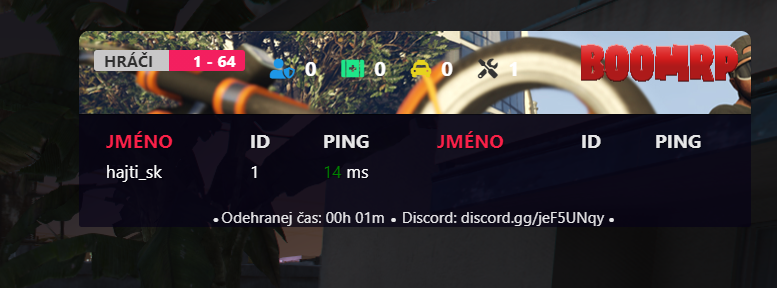 HRÁČI 1 - 64 0 0 0 1 BOOMRP
JMÉNO ID PING JMÉNO ID PING
hajti_sk 1 14 ms
• Odehranej čas: 00h 01m • Discord: discord.gg/jeF5UNqy •